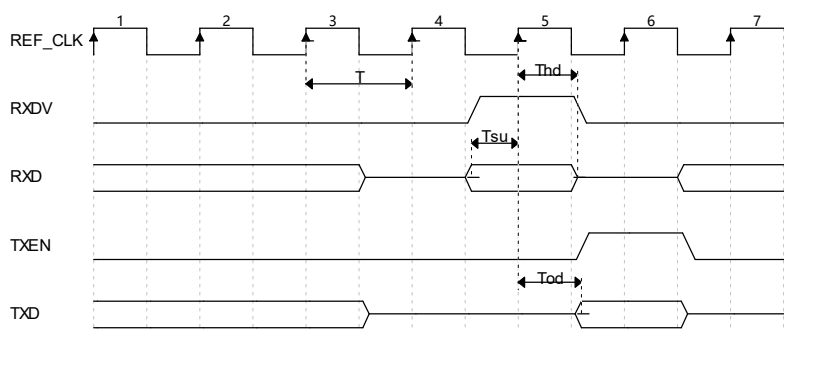 1 2 3 4 5 6 7
REF_CLK
T
Thd
RXDV
Tsu
RXD
TXEN
Tod
TXD